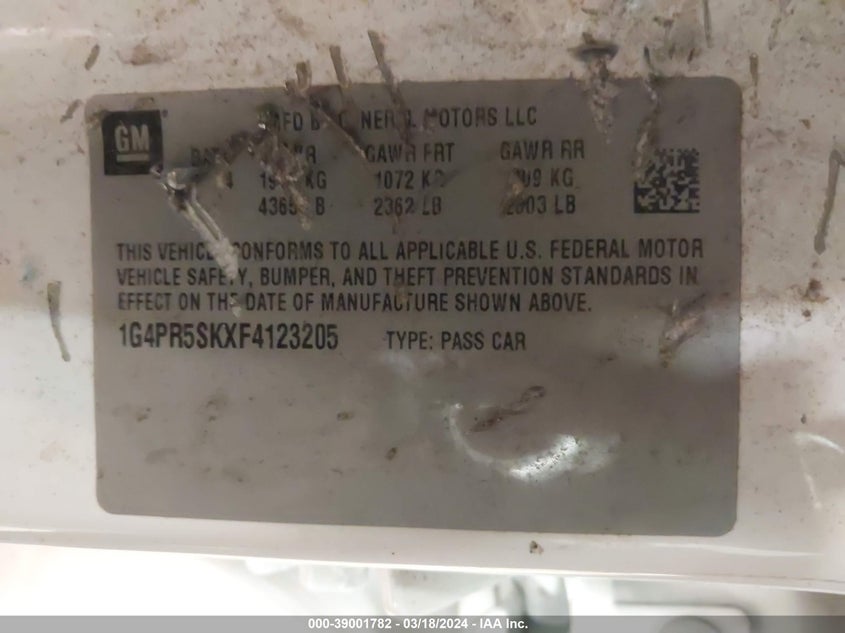 GM
GENERAL MOTORS LLC
GAWR FRT GAWR RR
KG 1072 KG KG
2362 LB LB
THIS VEHICLE CONFORMS TO ALL APPLICABLE U.S. FEDERAL MOTOR
VEHICLE SAFETY, BUMPER, AND THEFT PREVENTION STANDARDS IN
EFFECT ON THE DATE OF MANUFACTURE SHOWN ABOVE.
1G4PR5SKXF4123205 TYPE: PASS CAR
000-39001782 - 03/18/2024 - IAA Inc.